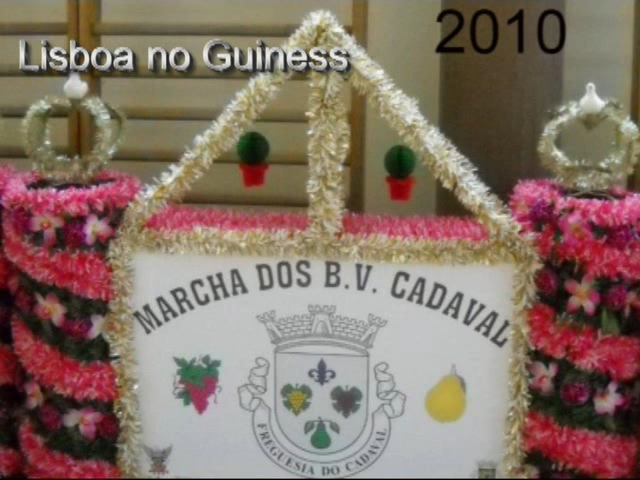 2010
Lisboa no Guiness
MARCHA DOS B.V. CADAVAL
FREGUESIA DO CADAVAL